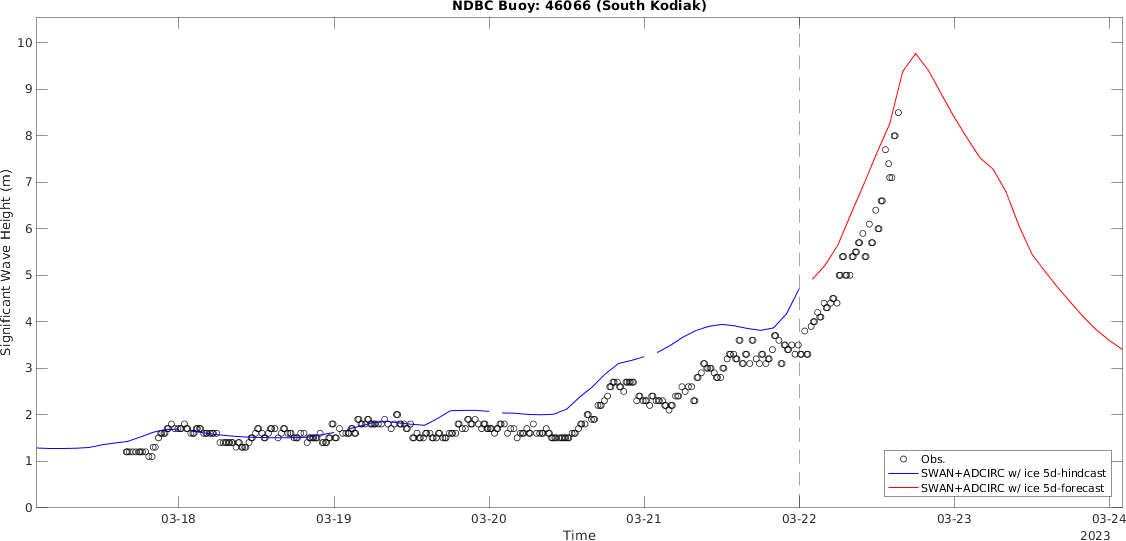 NDBC Buoy: 46066 (South Kodiak)
Significant Wave Height (m)
10
9
8
7
6
5
4
3
2
1
0
Obs.
SWAN+ADCIRC w/ ice 5d-hindcast
SWAN+ADCIRC w/ ice 5d-forecast
03-18 03-19 03-20 03-21 03-22 03-23 03-24
Time
2023